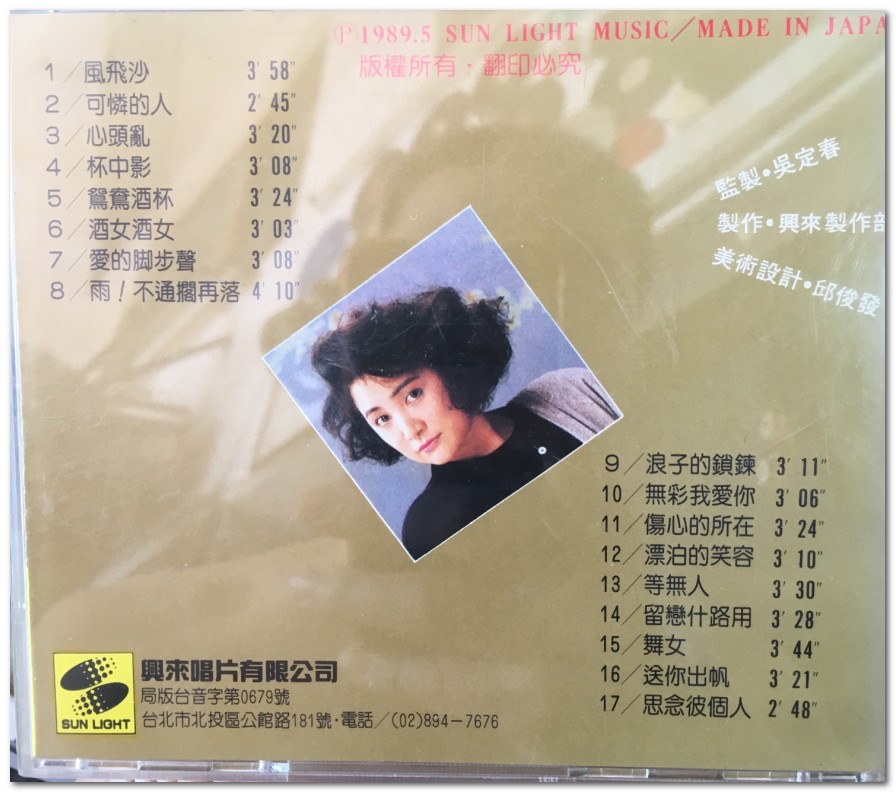 ℗1989.5 SUN LIGHT MUSIC／MADE IN JAPA
版權所有・翻印必究
1／風飛沙 3′58″
2／可憐的人 2′45″
3／心頭亂 3′20″
4／杯中影 3′08″
5／鴛鴦酒杯 3′24″
6／酒女酒女 3′03″
7／愛的脚步聲 3′08″
8／雨！不通擱再落 4′10″
監製・吳定春
製作・興來製作部
美術設計・邱俊發
9／浪子的鎖鍊 3′11″
10／無彩我愛你 3′06″
11／傷心的所在 3′24″
12／漂泊的笑容 3′10″
13／等無人 3′30″
14／留戀什路用 3′28″
15／舞女 3′44″
16／送你出帆 3′21″
17／思念彼個人 2′48″
SUN LIGHT
興來唱片有限公司
局版台音字第0679號
台北市北投區公館路181號・電話／(02)894-7676